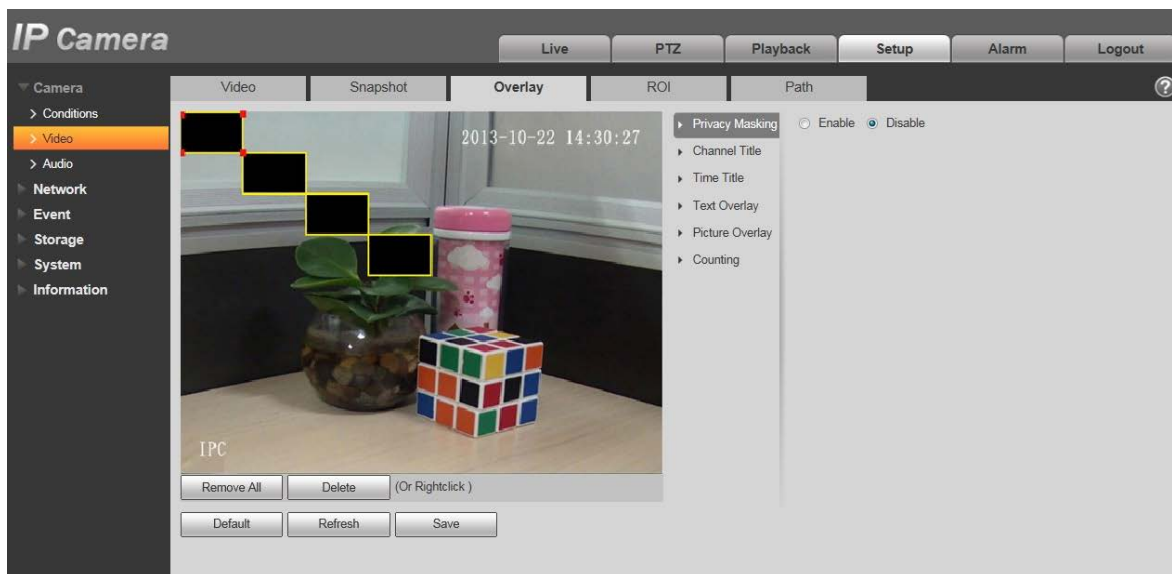 IP Camera
Live PTZ Playback Setup Alarm Logout
Camera
> Conditions
> Video
> Audio
Network
Event
Storage
System
Information
Video Snapshot Overlay ROI Path
?
2013-10-22 14:30:27
IPC
Privacy Masking
Channel Title
Time Title
Text Overlay
Picture Overlay
Counting
Enable Disable
Remove All Delete (Or Rightclick )
Default Refresh Save